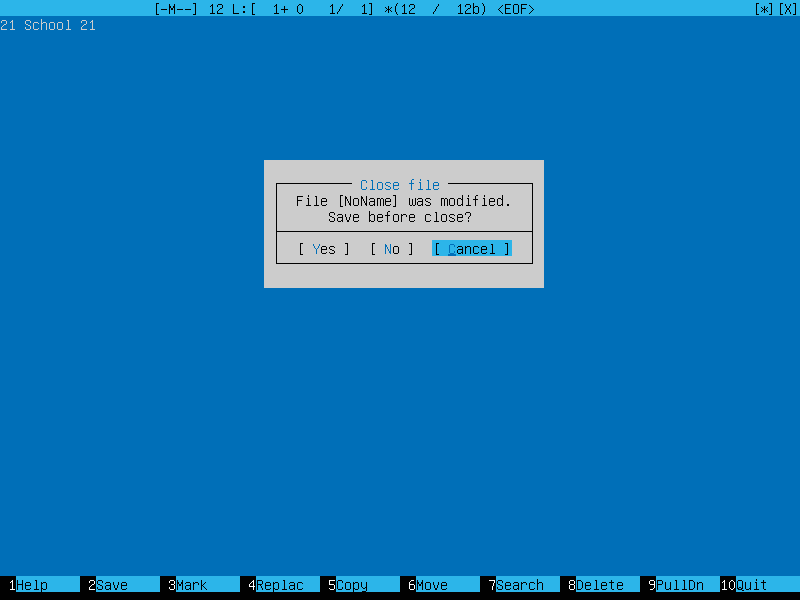 [-M--] 12 L:[  1+ 0   1/  1] *(12  /  12b) <EOF>                           [*][X]
21 School 21
Close file
File [NoName] was modified.
Save before close?
[ Yes ]  [ No ]  [ Cancel ]
1Help  2Save  3Mark  4Replac  5Copy  6Move  7Search  8Delete  9PullDn  10Quit